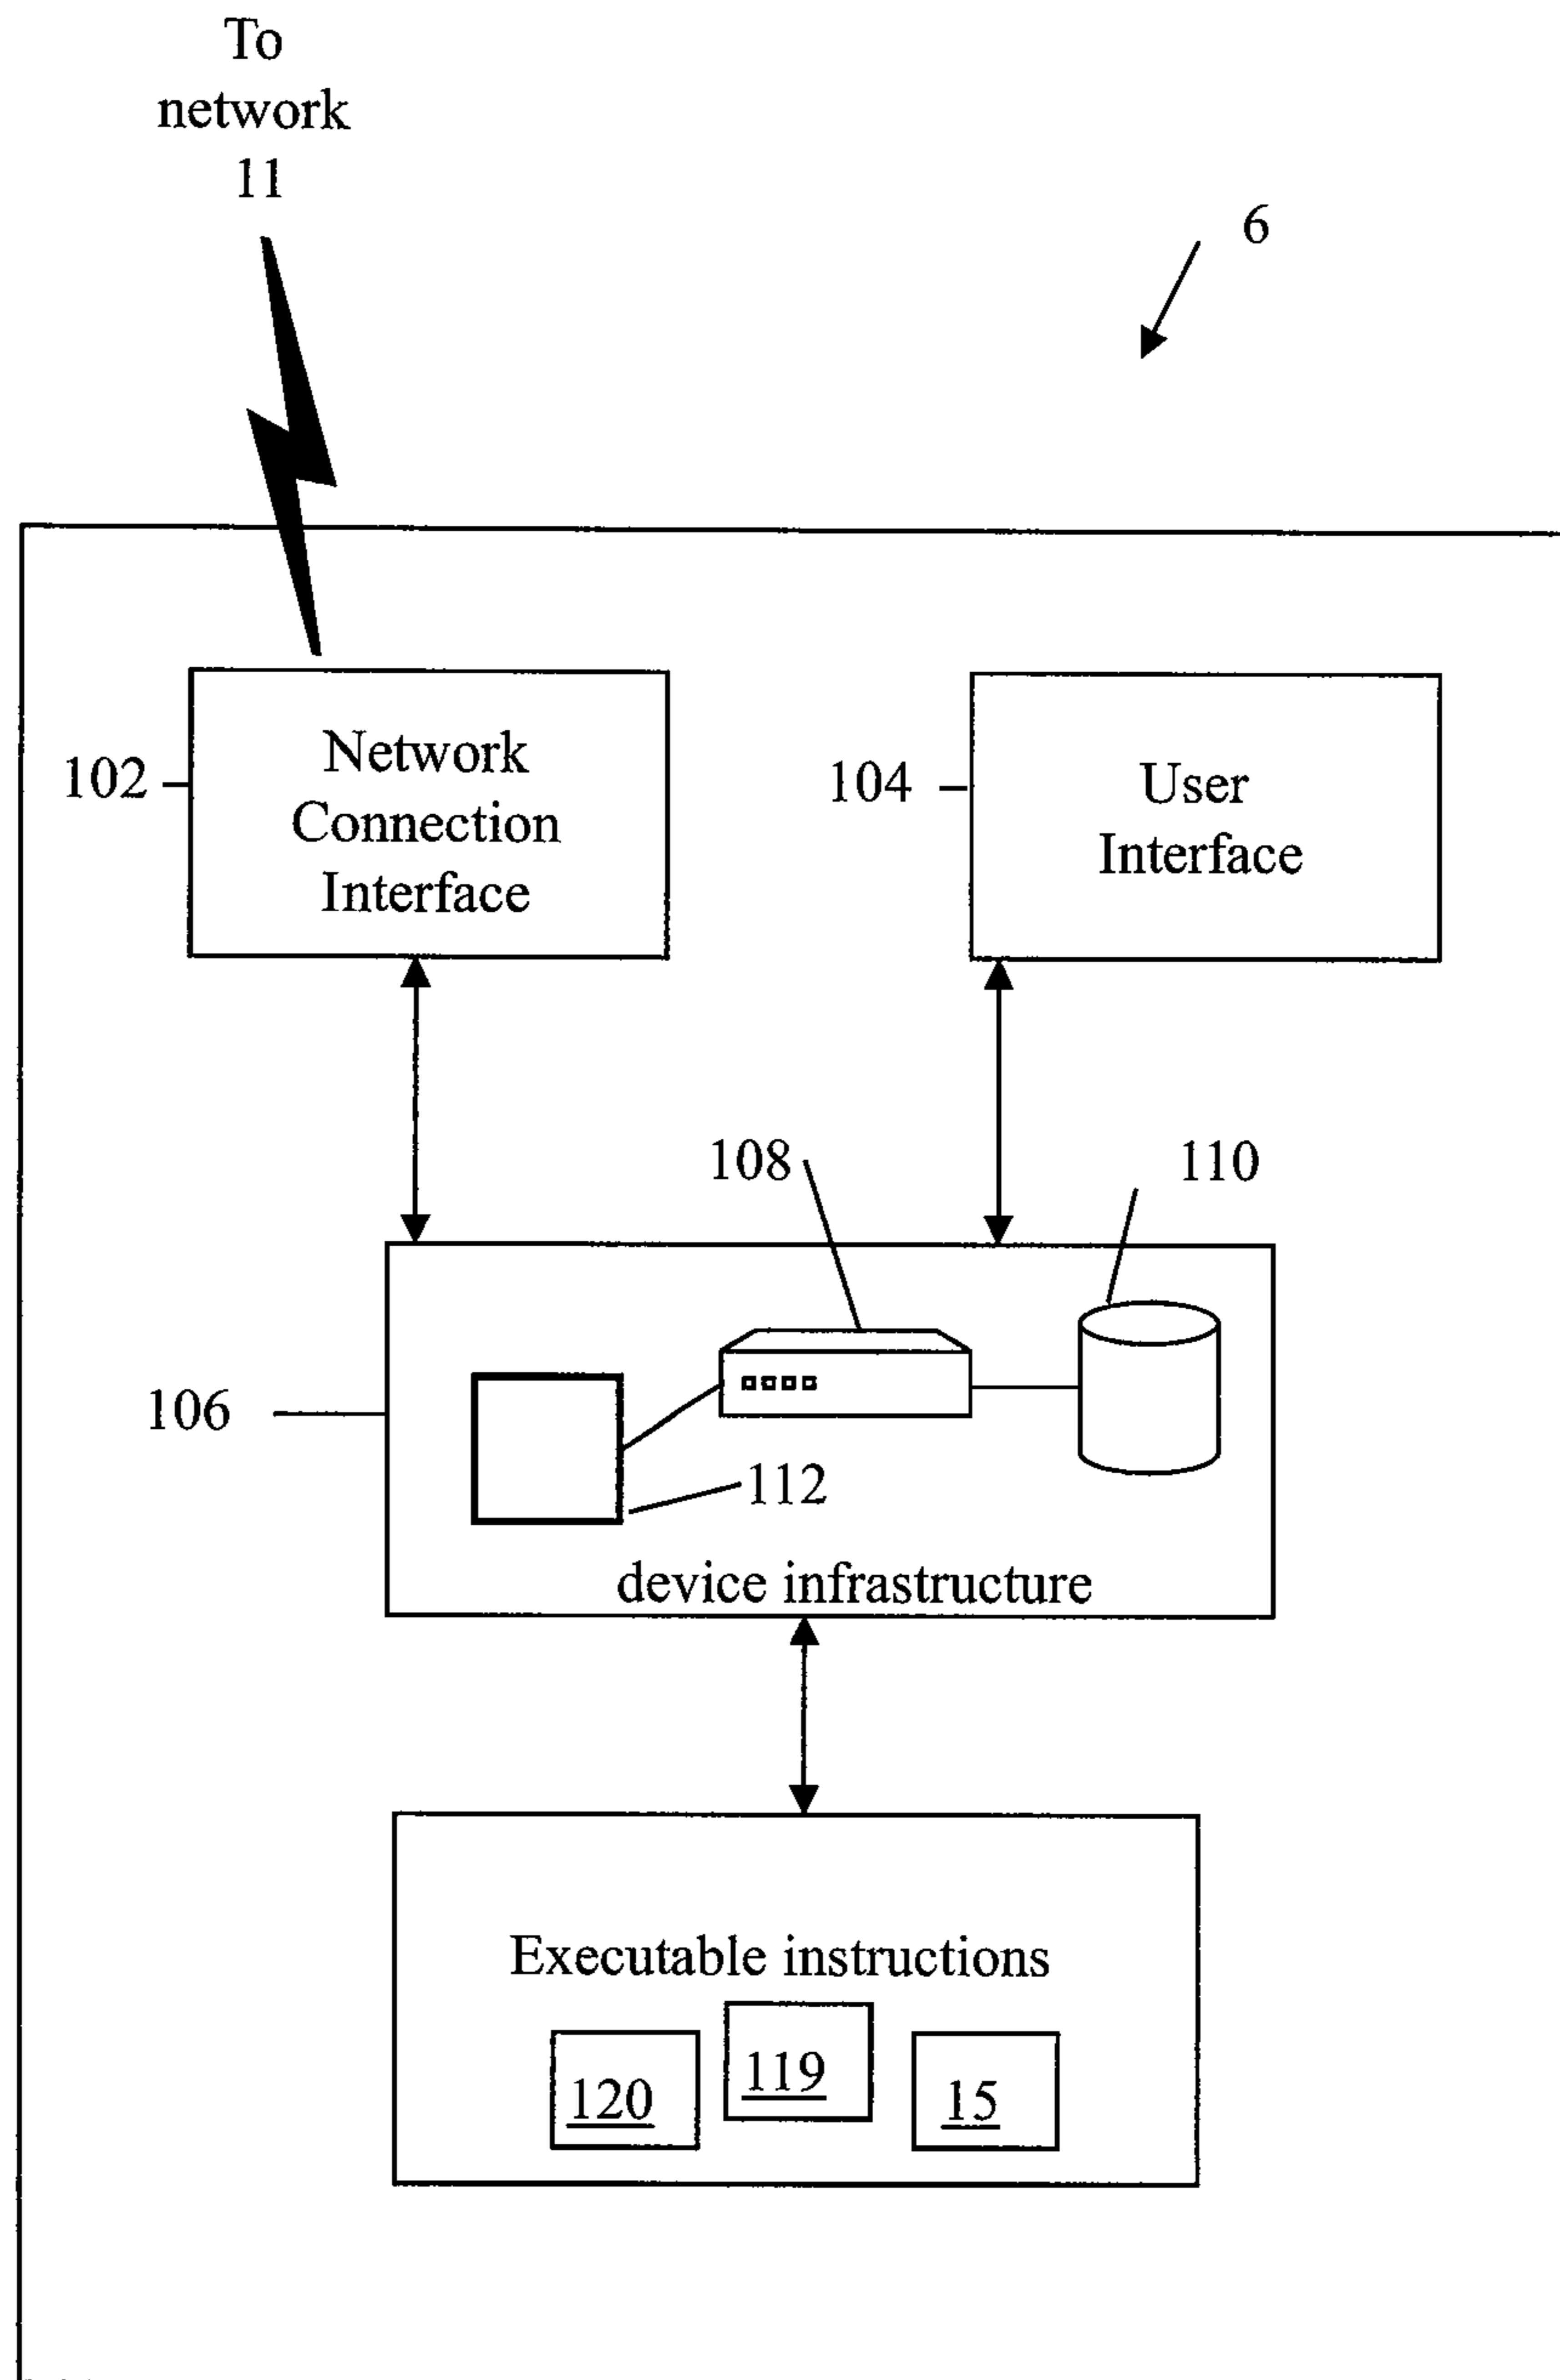 To
network
11
6
Network
Connection
Interface
102
User
Interface
104
108
110
106
112
device infrastructure
Executable instructions
120
119
15